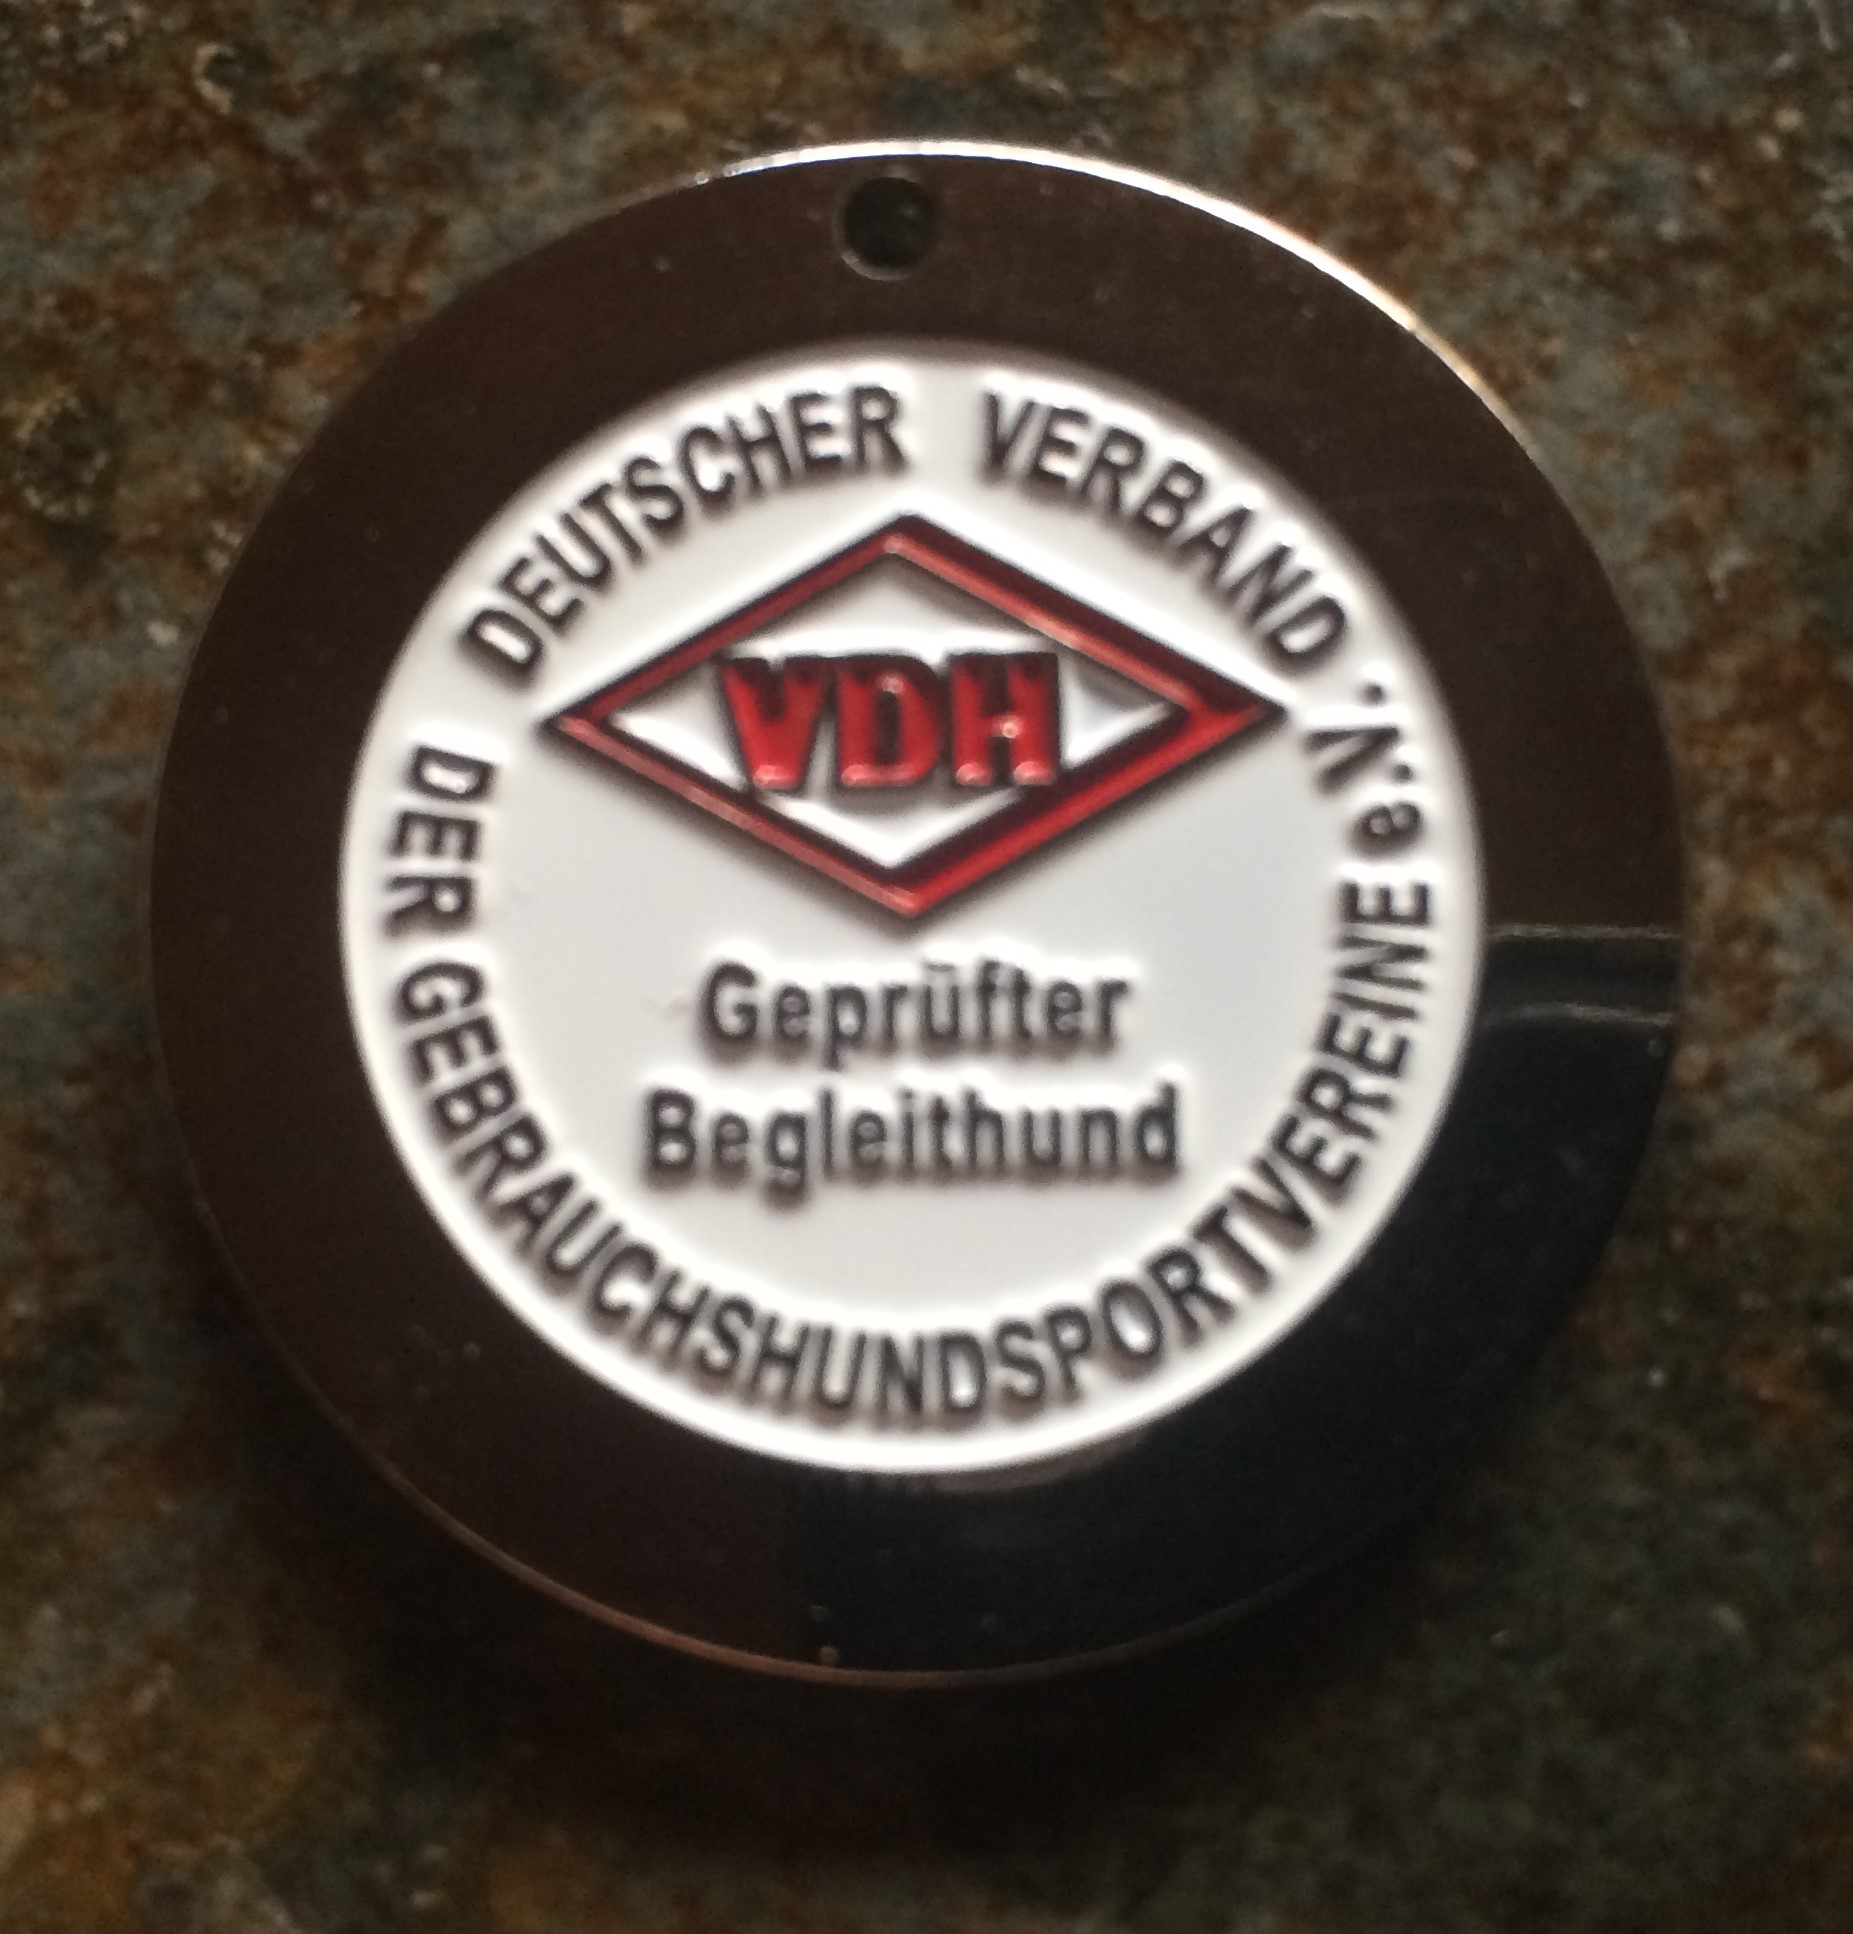 DEUTSCHER VERBAND
DER GEBRAUCHSHUNDSPORTVEREINE e.V.
VDH
Geprüfter
Begleithund